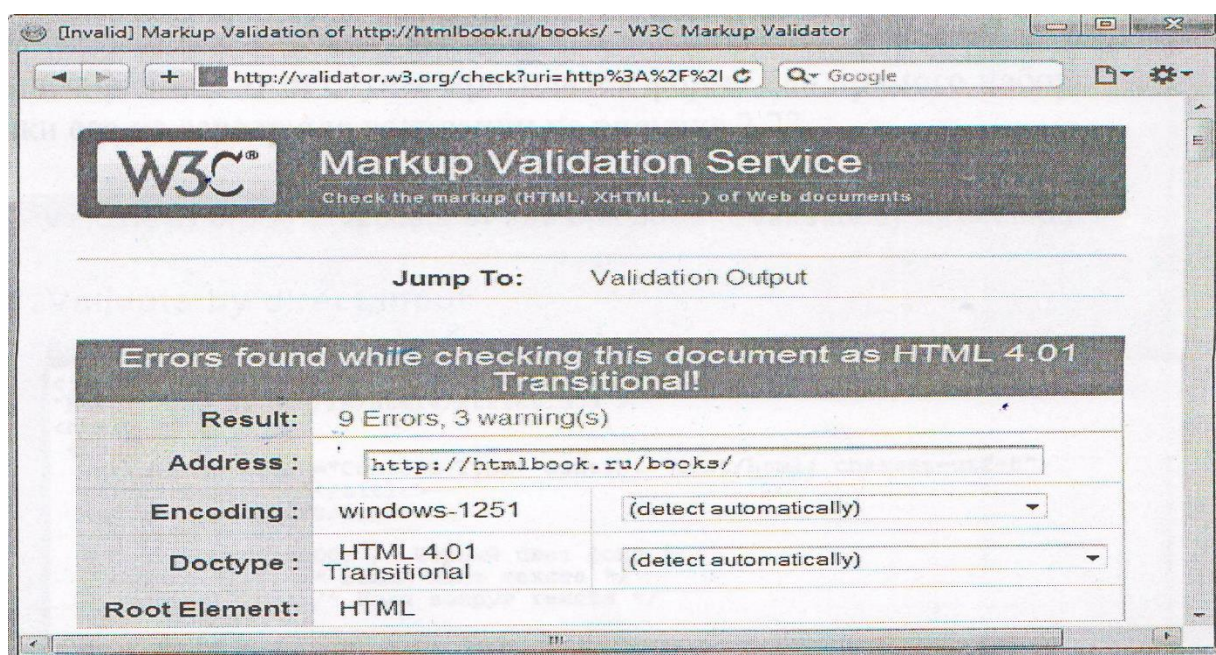 [Invalid] Markup Validation of http://htmlbook.ru/books/ - W3C Markup Validator
http://validator.w3.org/check?uri=http%3A%2F%2
Google
W3C®
Markup Validation Service
Check the markup (HTML, XHTML, ...) of Web documents
Jump To: Validation Output
Errors found while checking this document as HTML 4.01
Transitional!
Result: 9 Errors, 3 warning(s)
Address : http://htmlbook.ru/books/
Encoding : windows-1251 (detect automatically)
Doctype : HTML 4.01 Transitional (detect automatically)
Root Element: HTML